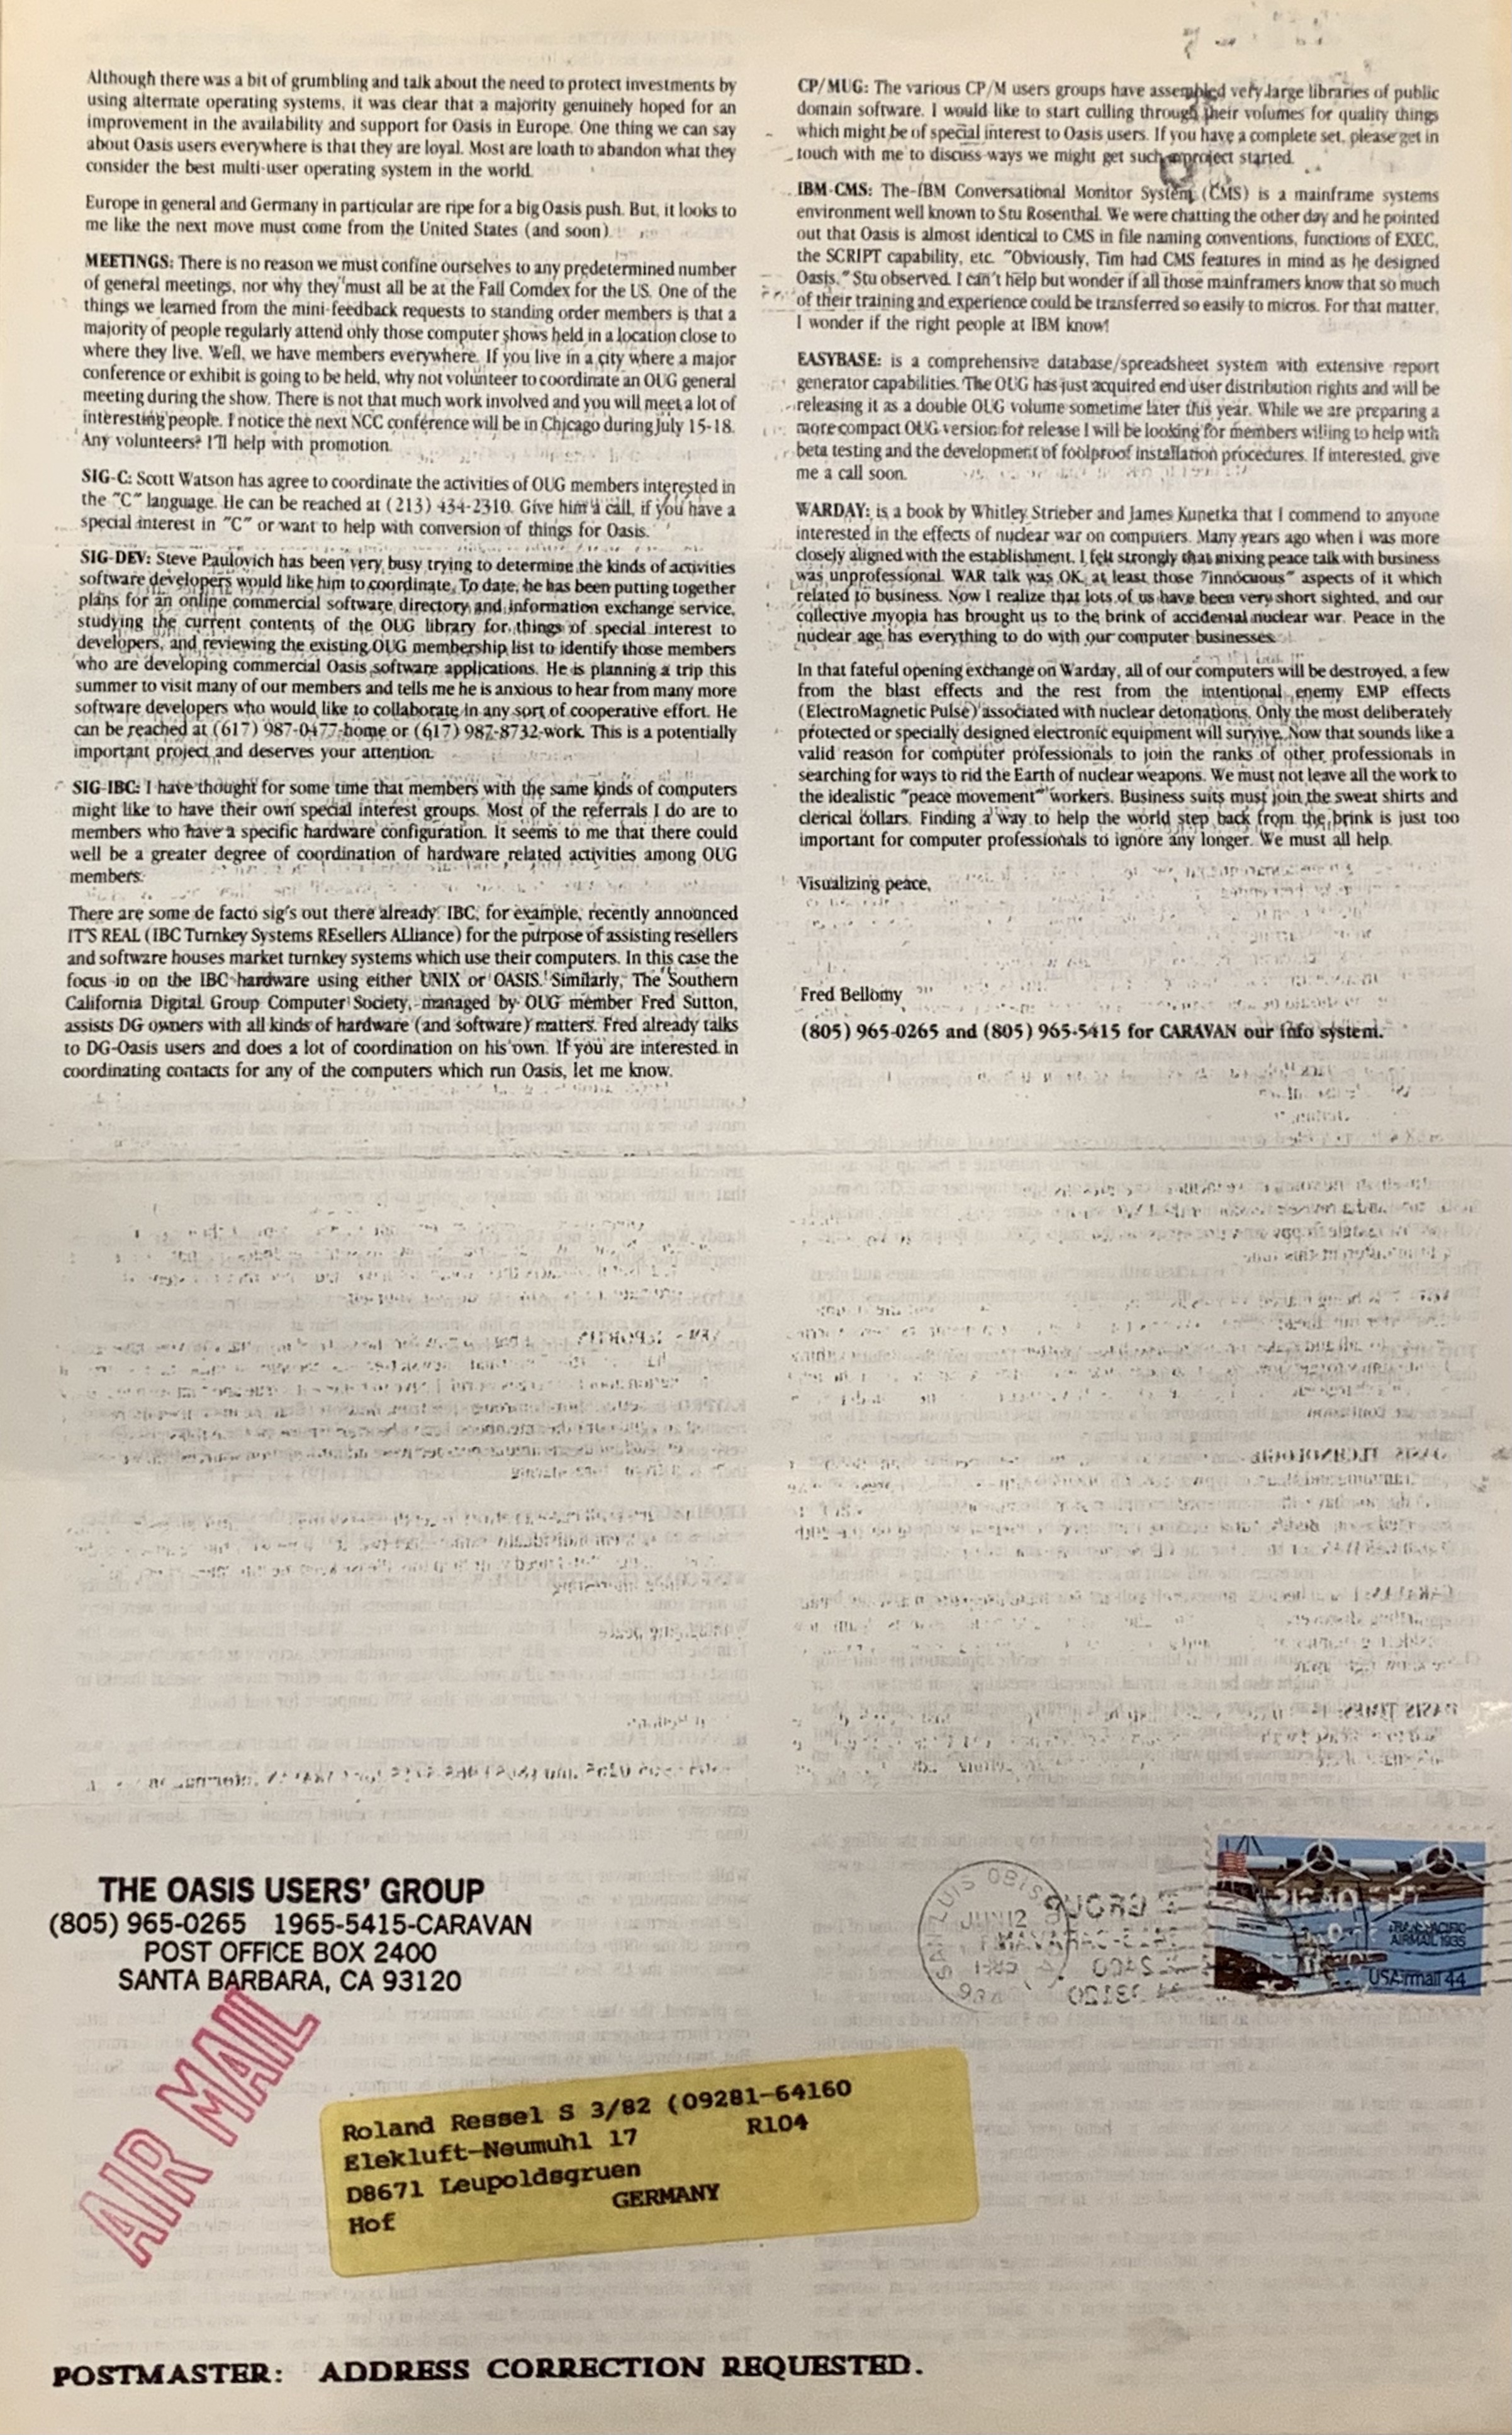 Although there was a bit of grumbling and talk about the need to protect investments by
using alternate operating systems, it was clear that a majority genuinely hoped for an
improvement in the availability and support for Oasis in Europe. One thing we can say
about Oasis users everywhere is that they are loyal. Most are loath to abandon what they
consider the best multi-user operating system in the world.
Europe in general and Germany in particular are ripe for a big Oasis push. But, it looks to
me like the next move must come from the United States (and soon).
MEETINGS: There is no reason we must confine ourselves to any predetermined number
of general meetings, nor why they must all be at the Fall Comdex for the US. One of the
things we learned from the mini-feedback requests to standing order members is that a
majority of people regularly attend only those computer shows held in a location close to
where they live. Well, we have members everywhere. If you live in a city where a major
conference or exhibit is going to be held, why not volunteer to coordinate an OUG general
meeting during the show. There is not that much work involved and you will meet a lot of
interesting people. I notice the next NCC conference will be in Chicago during July 15-18.
Any volunteers? I'll help with promotion.
SIG-C: Scott Watson has agree to coordinate the activities of OUG members interested in
the "C" language. He can be reached at (213) 434-2310. Give him a call, if you have a
special interest in "C" or want to help with conversion of things for Oasis.
SIG-DEV: Steve Paulovich has been very busy trying to determine the kinds of activities
software developers would like him to coordinate. To date, he has been putting together
plans for an online commercial software directory and information exchange service,
studying the current contents of the OUG library for things of special interest to
developers, and reviewing the existing OUG membership list to identify those members
who are developing commercial Oasis software applications. He is planning a trip this
summer to visit many of our members and tells me he is anxious to hear from many more
software developers who would like to collaborate in any sort of cooperative effort. He
can be reached at (617) 987-0477-home or (617) 987-8732-work. This is a potentially
important project and deserves your attention.
SIG-IBC: I have thought for some time that members with the same kinds of computers
might like to have their own special interest groups. Most of the referrals I do are to
members who have a specific hardware configuration. It seems to me that there could
well be a greater degree of coordination of hardware related activities among OUG
members.
There are some de facto sig's out there already. IBC, for example, recently announced
IT'S REAL (IBC Turnkey Systems REsellers ALliance) for the purpose of assisting resellers
and software houses market turnkey systems which use their computers. In this case the
focus in on the IBC hardware using either UNIX or OASIS. Similarly, The Southern
California Digital Group Computer Society, managed by OUG member Fred Sutton,
assists DG owners with all kinds of hardware (and software) matters. Fred already talks
to DG-Oasis users and does a lot of coordination on his own. If you are interested in
coordinating contacts for any of the computers which run Oasis, let me know.
CP/MUG: The various CP/M users groups have assembled very large libraries of public
domain software. I would like to start culling through their volumes for quality things
which might be of special interest to Oasis users. If you have a complete set, please get in
touch with me to discuss ways we might get such a project started.
IBM-CMS: The IBM Conversational Monitor System (CMS) is a mainframe systems
environment well known to Stu Rosenthal. We were chatting the other day and he pointed
out that Oasis is almost identical to CMS in file naming conventions, functions of EXEC,
the SCRIPT capability, etc. "Obviously, Tim had CMS features in mind as he designed
Oasis." Stu observed. I can't help but wonder if all those mainframers know that so much
of their training and experience could be transferred so easily to micros. For that matter,
I wonder if the right people at IBM know!
EASYBASE: is a comprehensive database/spreadsheet system with extensive report
generator capabilities. The OUG has just acquired end user distribution rights and will be
releasing it as a double OUG volume sometime later this year. While we are preparing a
more compact OUG version for release I will be looking for members willing to help with
beta testing and the development of foolproof installation procedures. If interested, give
me a call soon.
WARDAY: is a book by Whitley Strieber and James Kunetka that I commend to anyone
interested in the effects of nuclear war on computers. Many years ago when I was more
closely aligned with the establishment, I felt strongly that mixing peace talk with business
was unprofessional. WAR talk was OK, at least those "innocuous" aspects of it which
related to business. Now I realize that lots of us have been very short sighted, and our
collective myopia has brought us to the brink of accidental nuclear war. Peace in the
nuclear age has everything to do with our computer businesses.
In that fateful opening exchange on Warday, all of our computers will be destroyed, a few
from the blast effects and the rest from the intentional enemy EMP effects
(ElectroMagnetic Pulse) associated with nuclear detonations. Only the most deliberately
protected or specially designed electronic equipment will survive. Now that sounds like a
valid reason for computer professionals to join the ranks of other professionals in
searching for ways to rid the Earth of nuclear weapons. We must not leave all the work to
the idealistic "peace movement" workers. Business suits must join the sweat shirts and
clerical collars. Finding a way to help the world step back from the brink is just too
important for computer professionals to ignore any longer. We must all help.
Visualizing peace,
Fred Bellomy
(805) 965-0265 and (805) 965-5415 for CARAVAN our info system.
THE OASIS USERS' GROUP
(805) 965-0265 1965-5415-CARAVAN
POST OFFICE BOX 2400
SANTA BARBARA, CA 93120
SAN LUIS OBISPO
JUN 12
934
TRANSPACIFIC
AIRMAIL 1935
USAirmail 44
AIR MAIL
Roland Ressel S 3/82 (09281-64160
Elekluft-Neumuhl 17 R104
D8671 Leupoldsgruen
Hof GERMANY
POSTMASTER: ADDRESS CORRECTION REQUESTED.